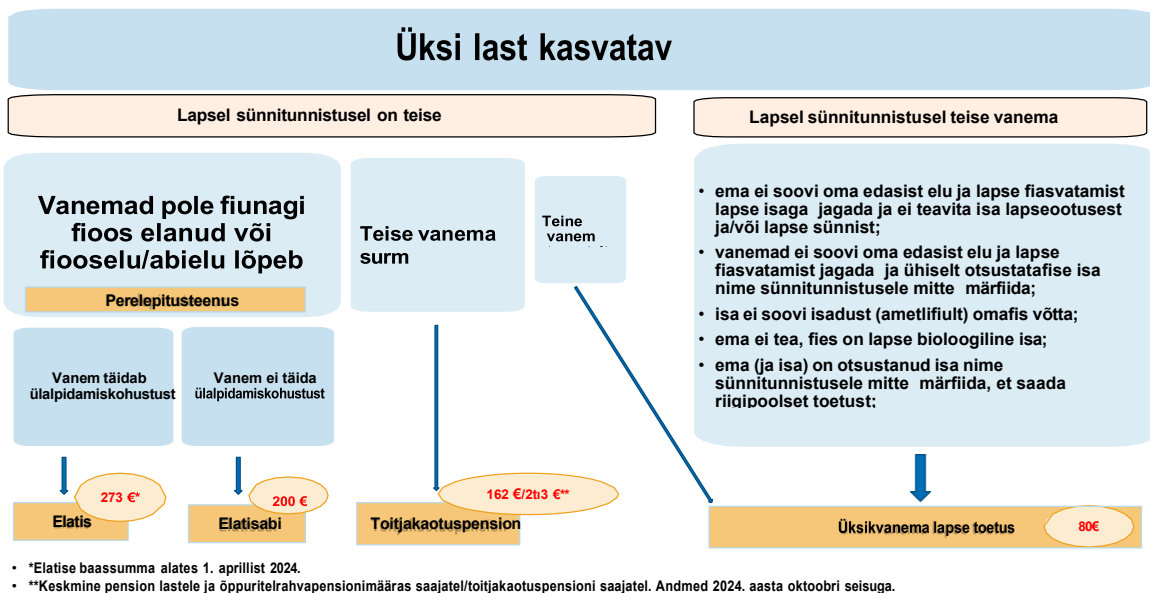 Üksi last kasvatav
Lapsel sünnitunnistusel on teise
Lapsel sünnitunnistusel teise vanema
Vanemad pole fiunagi
fioos elanud või
fiooselu/abielu lõpeb
Perelepitusteenus
Teise vanema
surm
Teine
vanem
• ema ei soovi oma edasist elu ja lapse fiasvatamist
lapse isaga jagada ja ei teavita isa lapseootusest
ja/või lapse sünnist;
• vanemad ei soovi oma edasist elu ja lapse
fiasvatamist jagada ja ühiselt otsustatafise isa
nime sünnitunnistusele mitte märfiida;
• isa ei soovi isadust (ametlifiult) omafis võtta;
• ema ei tea, fies on lapse bioloogiline isa;
• ema (ja isa) on otsustanud isa nime
sünnitunnistusele mitte märfiida, et saada
riigipoolset toetust;
Vanem täidab
ülalpidamiskohustust
Vanem ei täida
ülalpidamiskohustust
273 €*
Elatis
200 €
Elatisabi
162 €/2tı3 €**
Toitjakaotuspension
Üksikvanema lapse toetus
80€
• *Elatise baassumma alates 1. aprillist 2024.
• **Keskmine pension lastele ja õppuritelrahvapensionimääras saajatel/toitjakaotuspensioni saajatel. Andmed 2024. aasta oktoobri seisuga.